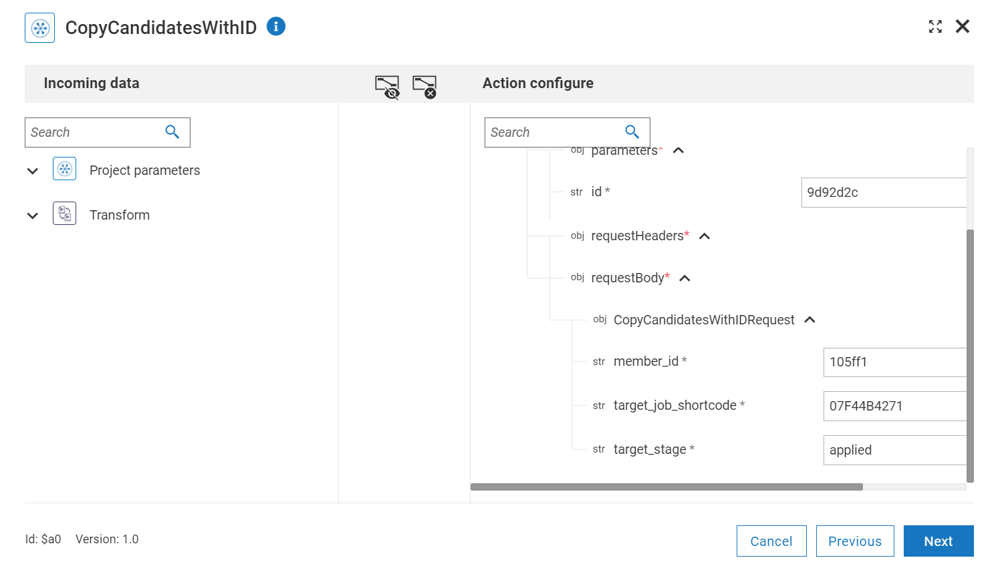 CopyCandidatesWithID
Incoming data
Action configure
Search
Search
Project parameters
Transform
obj parameters*
str id * 9d92d2c
obj requestHeaders*
obj requestBody*
obj CopyCandidatesWithIDRequest
str member_id * 105ff1
str target_job_shortcode * 07F44B4271
str target_stage * applied
Id: $a0 Version: 1.0
Cancel Previous Next